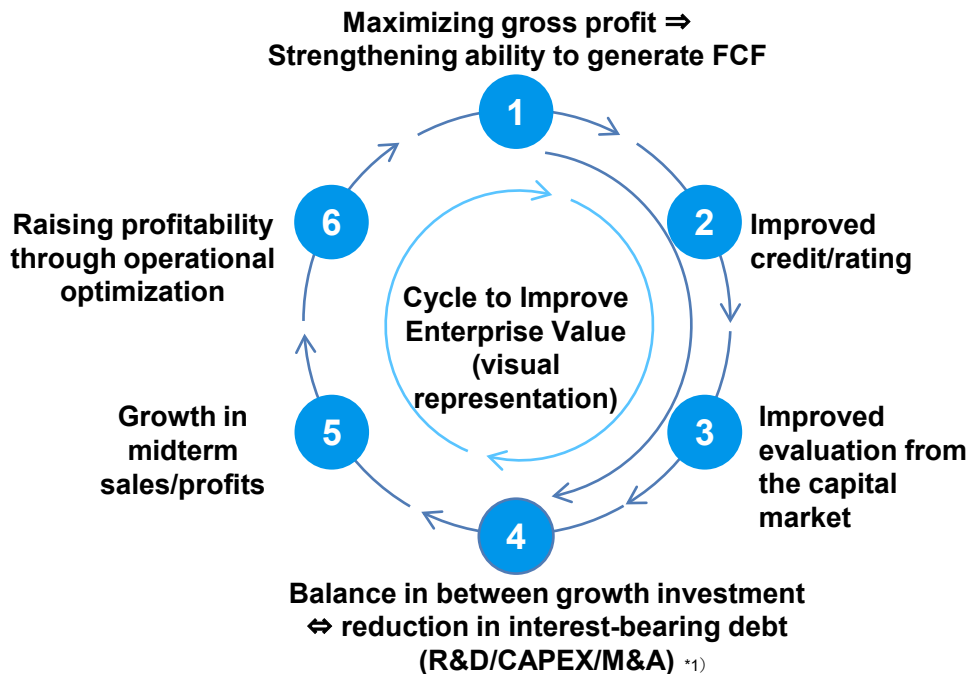 Maximizing gross profit ⇒
Strengthening ability to generate FCF
1
2
Improved
credit/rating
3
Improved
evaluation from
the capital
market
4
Balance in between growth investment
⇔ reduction in interest-bearing debt
(R&D/CAPEX/M&A) *1）
5
Growth in
midterm
sales/profits
6
Raising profitability
through operational
optimization
Cycle to Improve
Enterprise Value
(visual
representation)